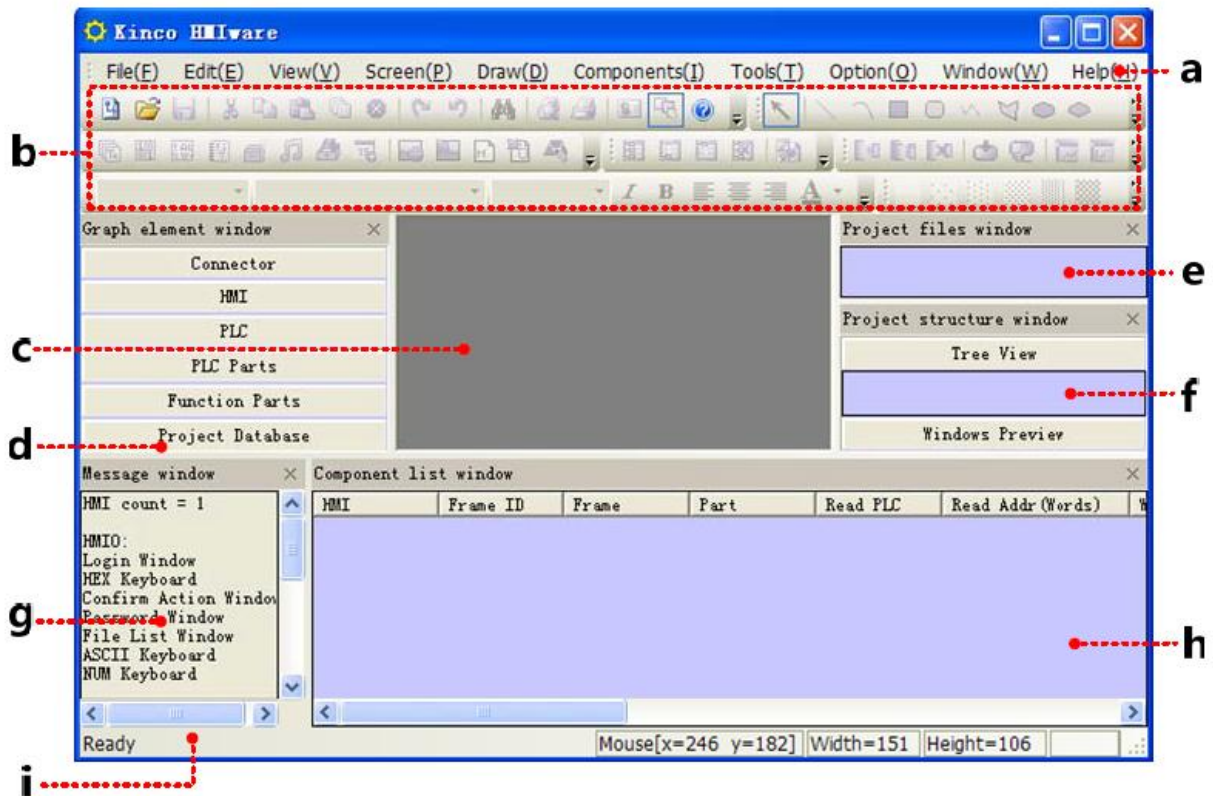 Kinco HMIware
File(F) Edit(E) View(V) Screen(P) Draw(D) Components(I) Tools(T) Option(O) Window(W) Help(H)
a
b
Graph element window
Connector
HMI
PLC
PLC Parts
Function Parts
Project Database
c
d
Project files window
e
Project structure window
Tree View
f
Windows Preview
Message window
HMI count = 1
HMI0:
Login Window
HEX Keyboard
Confirm Action Window
Password Window
File List Window
ASCII Keyboard
NUM Keyboard
g
Component list window
HMI Frame ID Frame Part Read PLC Read Addr(Words)
h
Ready Mouse[x=246 y=182] Width=151 Height=106
i